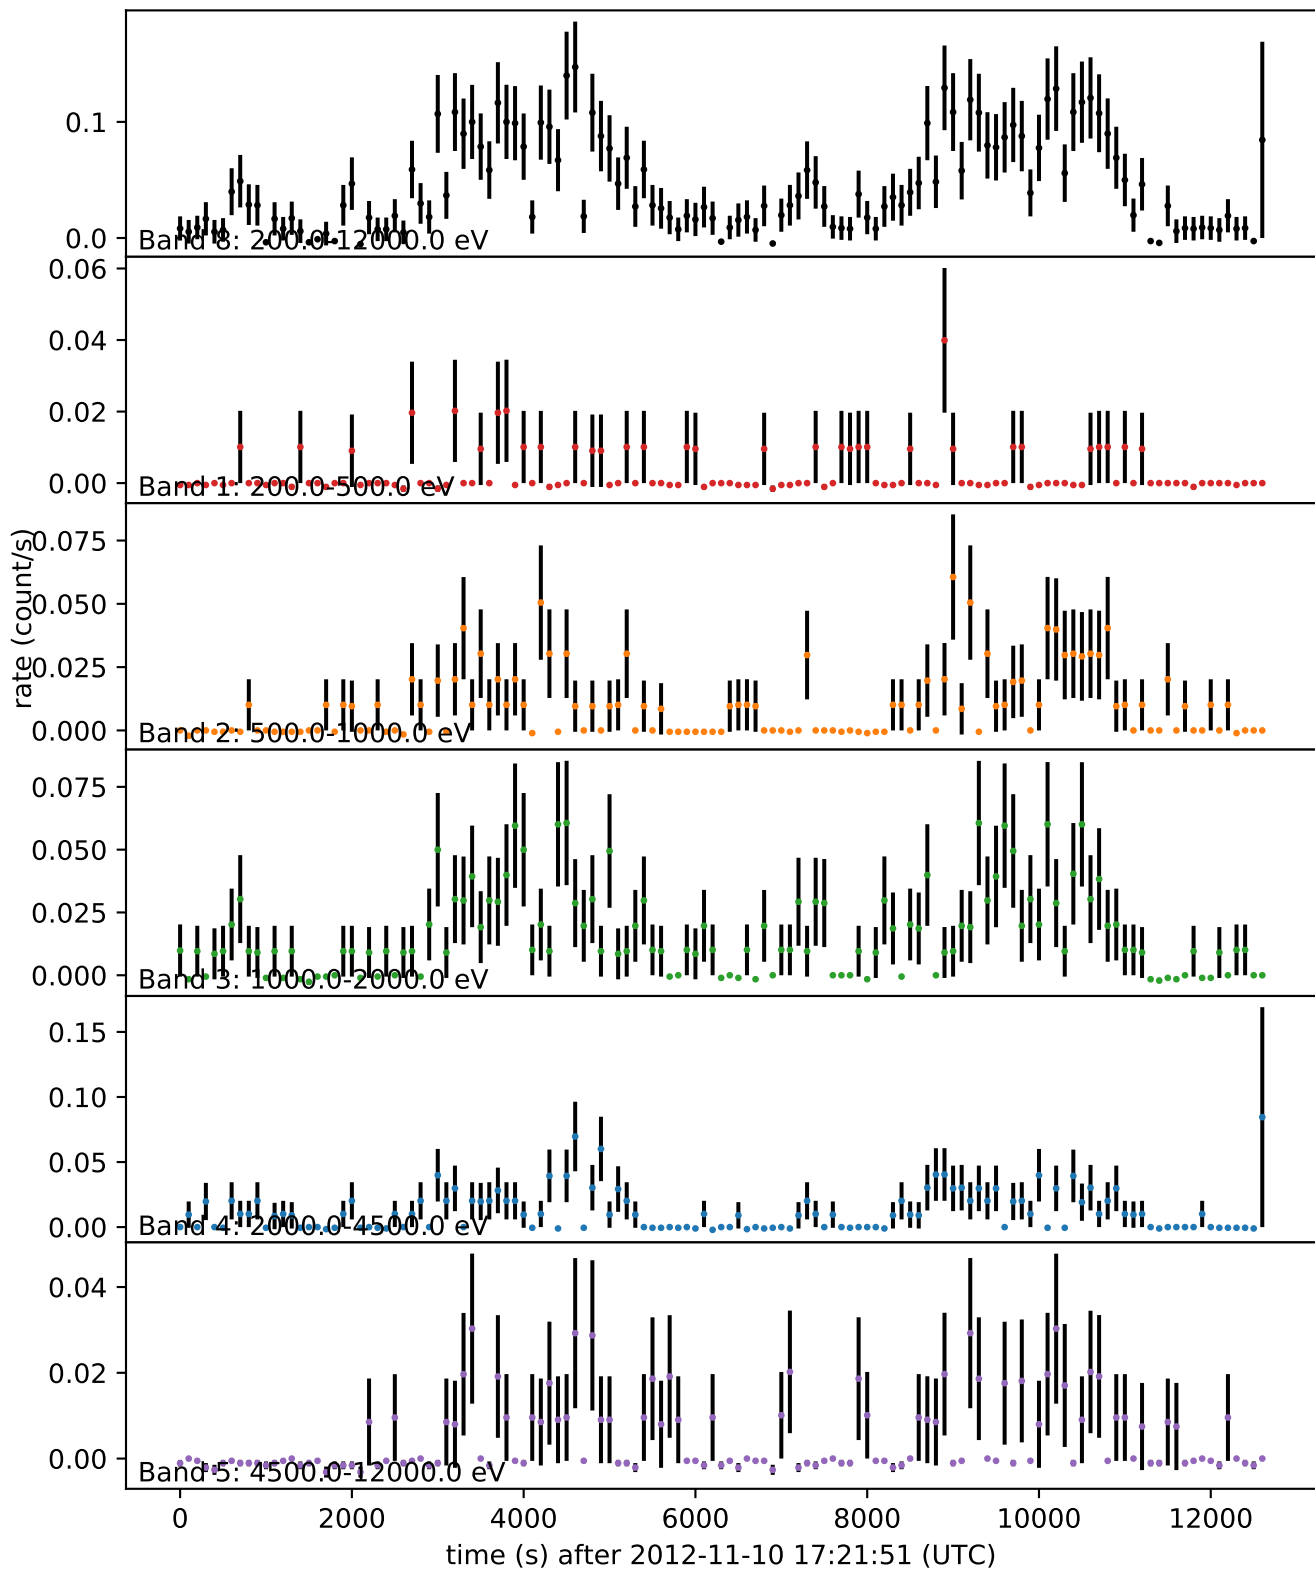 0.1
0.0
Band 8: 200.0-12000.0 eV
0.06
0.04
0.02
0.00
Band 1: 200.0-500.0 eV
rate (count/s)
0.075
0.050
0.025
0.000
Band 2: 500.0-1000.0 eV
0.075
0.050
0.025
0.000
Band 3: 1000.0-2000.0 eV
0.15
0.10
0.05
0.00
Band 4: 2000.0-4500.0 eV
0.04
0.02
0.00
Band 5: 4500.0-12000.0 eV
0 2000 4000 6000 8000 10000 12000
time (s) after 2012-11-10 17:21:51 (UTC)